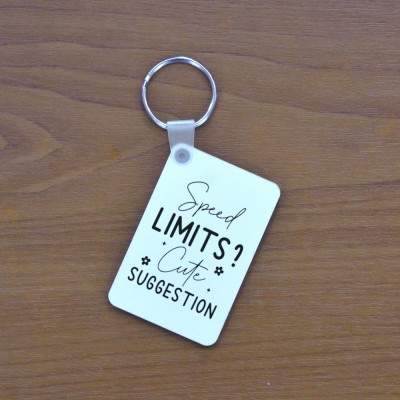 Speed
LIMITS?
Cute
SUGGESTION